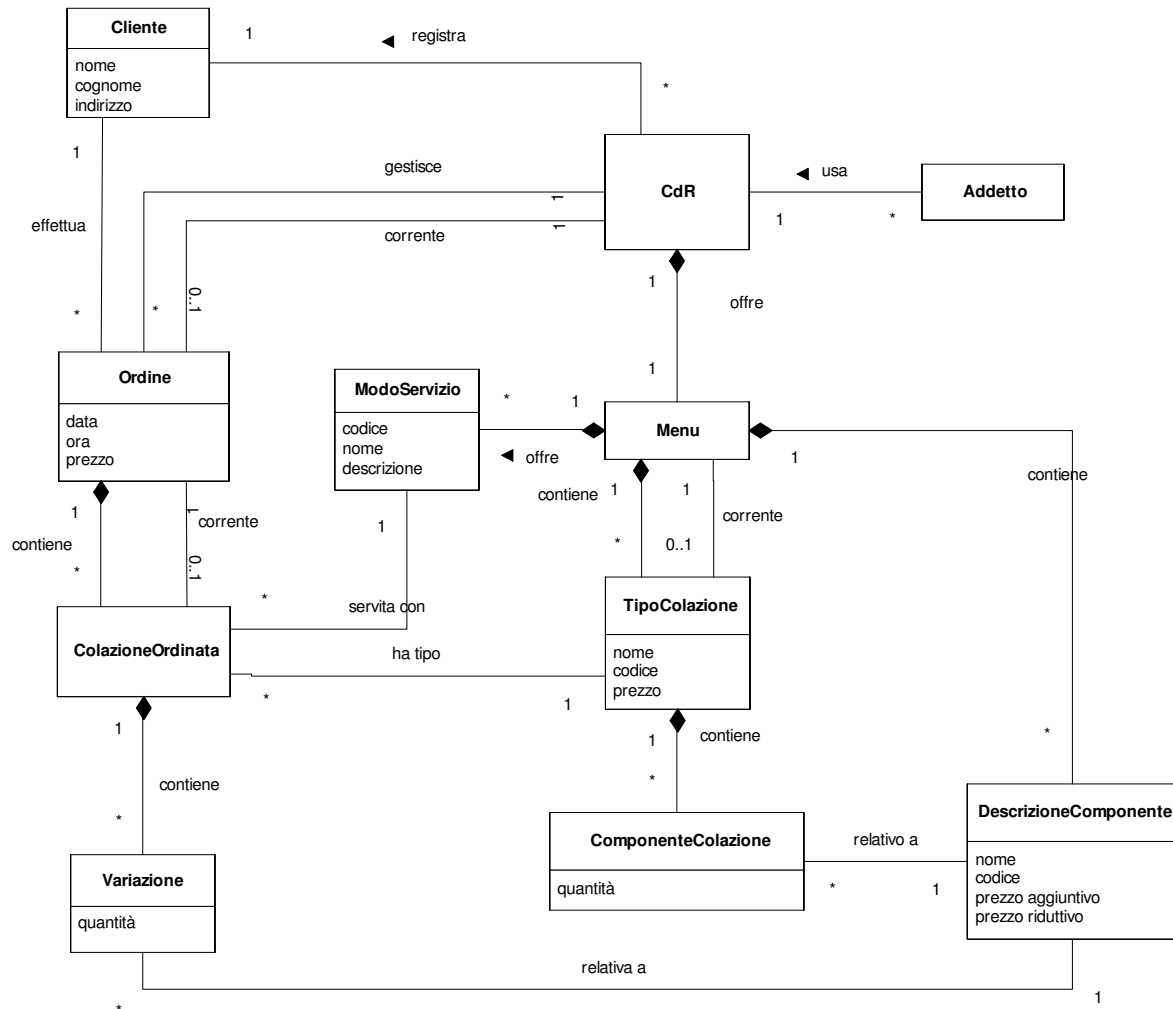 Cliente
nome
cognome
indirizzo
1
registra
*
1
gestisce
1
CdR
usa
Addetto
effettua
corrente
1
1
*
1
offre
*
*
0..1
1
Ordine
data
ora
prezzo
ModoServizio
codice
nome
descrizione
*
1
Menu
1
offre
contiene
1
1
contiene
1
corrente
1
1
corrente
contiene
*
0..1
*
0..1
ColazioneOrdinata
*
servita con
TipoColazione
nome
codice
prezzo
ha tipo
*
1
1
1
contiene
*
contiene
*
*
ComponenteColazione
quantità
relativo a
*
1
DescrizioneComponente
nome
codice
prezzo aggiuntivo
prezzo riduttivo
Variazione
quantità
relativa a
*
1